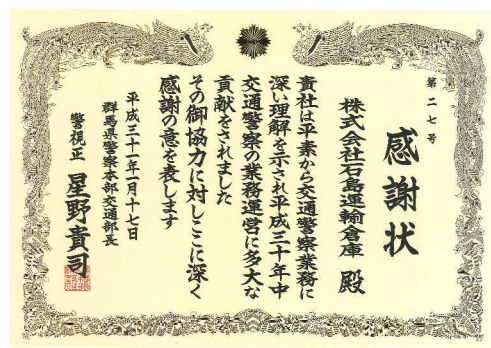 第二七号
感謝状
株式会社石島運輸倉庫 殿
貴社は平素から交通警察業務に
深い理解を示され平成三十年中
交通警察の業務運営に多大な
貢献をされました
その御協力に対しここに深く
感謝の意を表します
平成三十一年一月十七日
群馬県警察本部交通部長
警視正 星野貴司